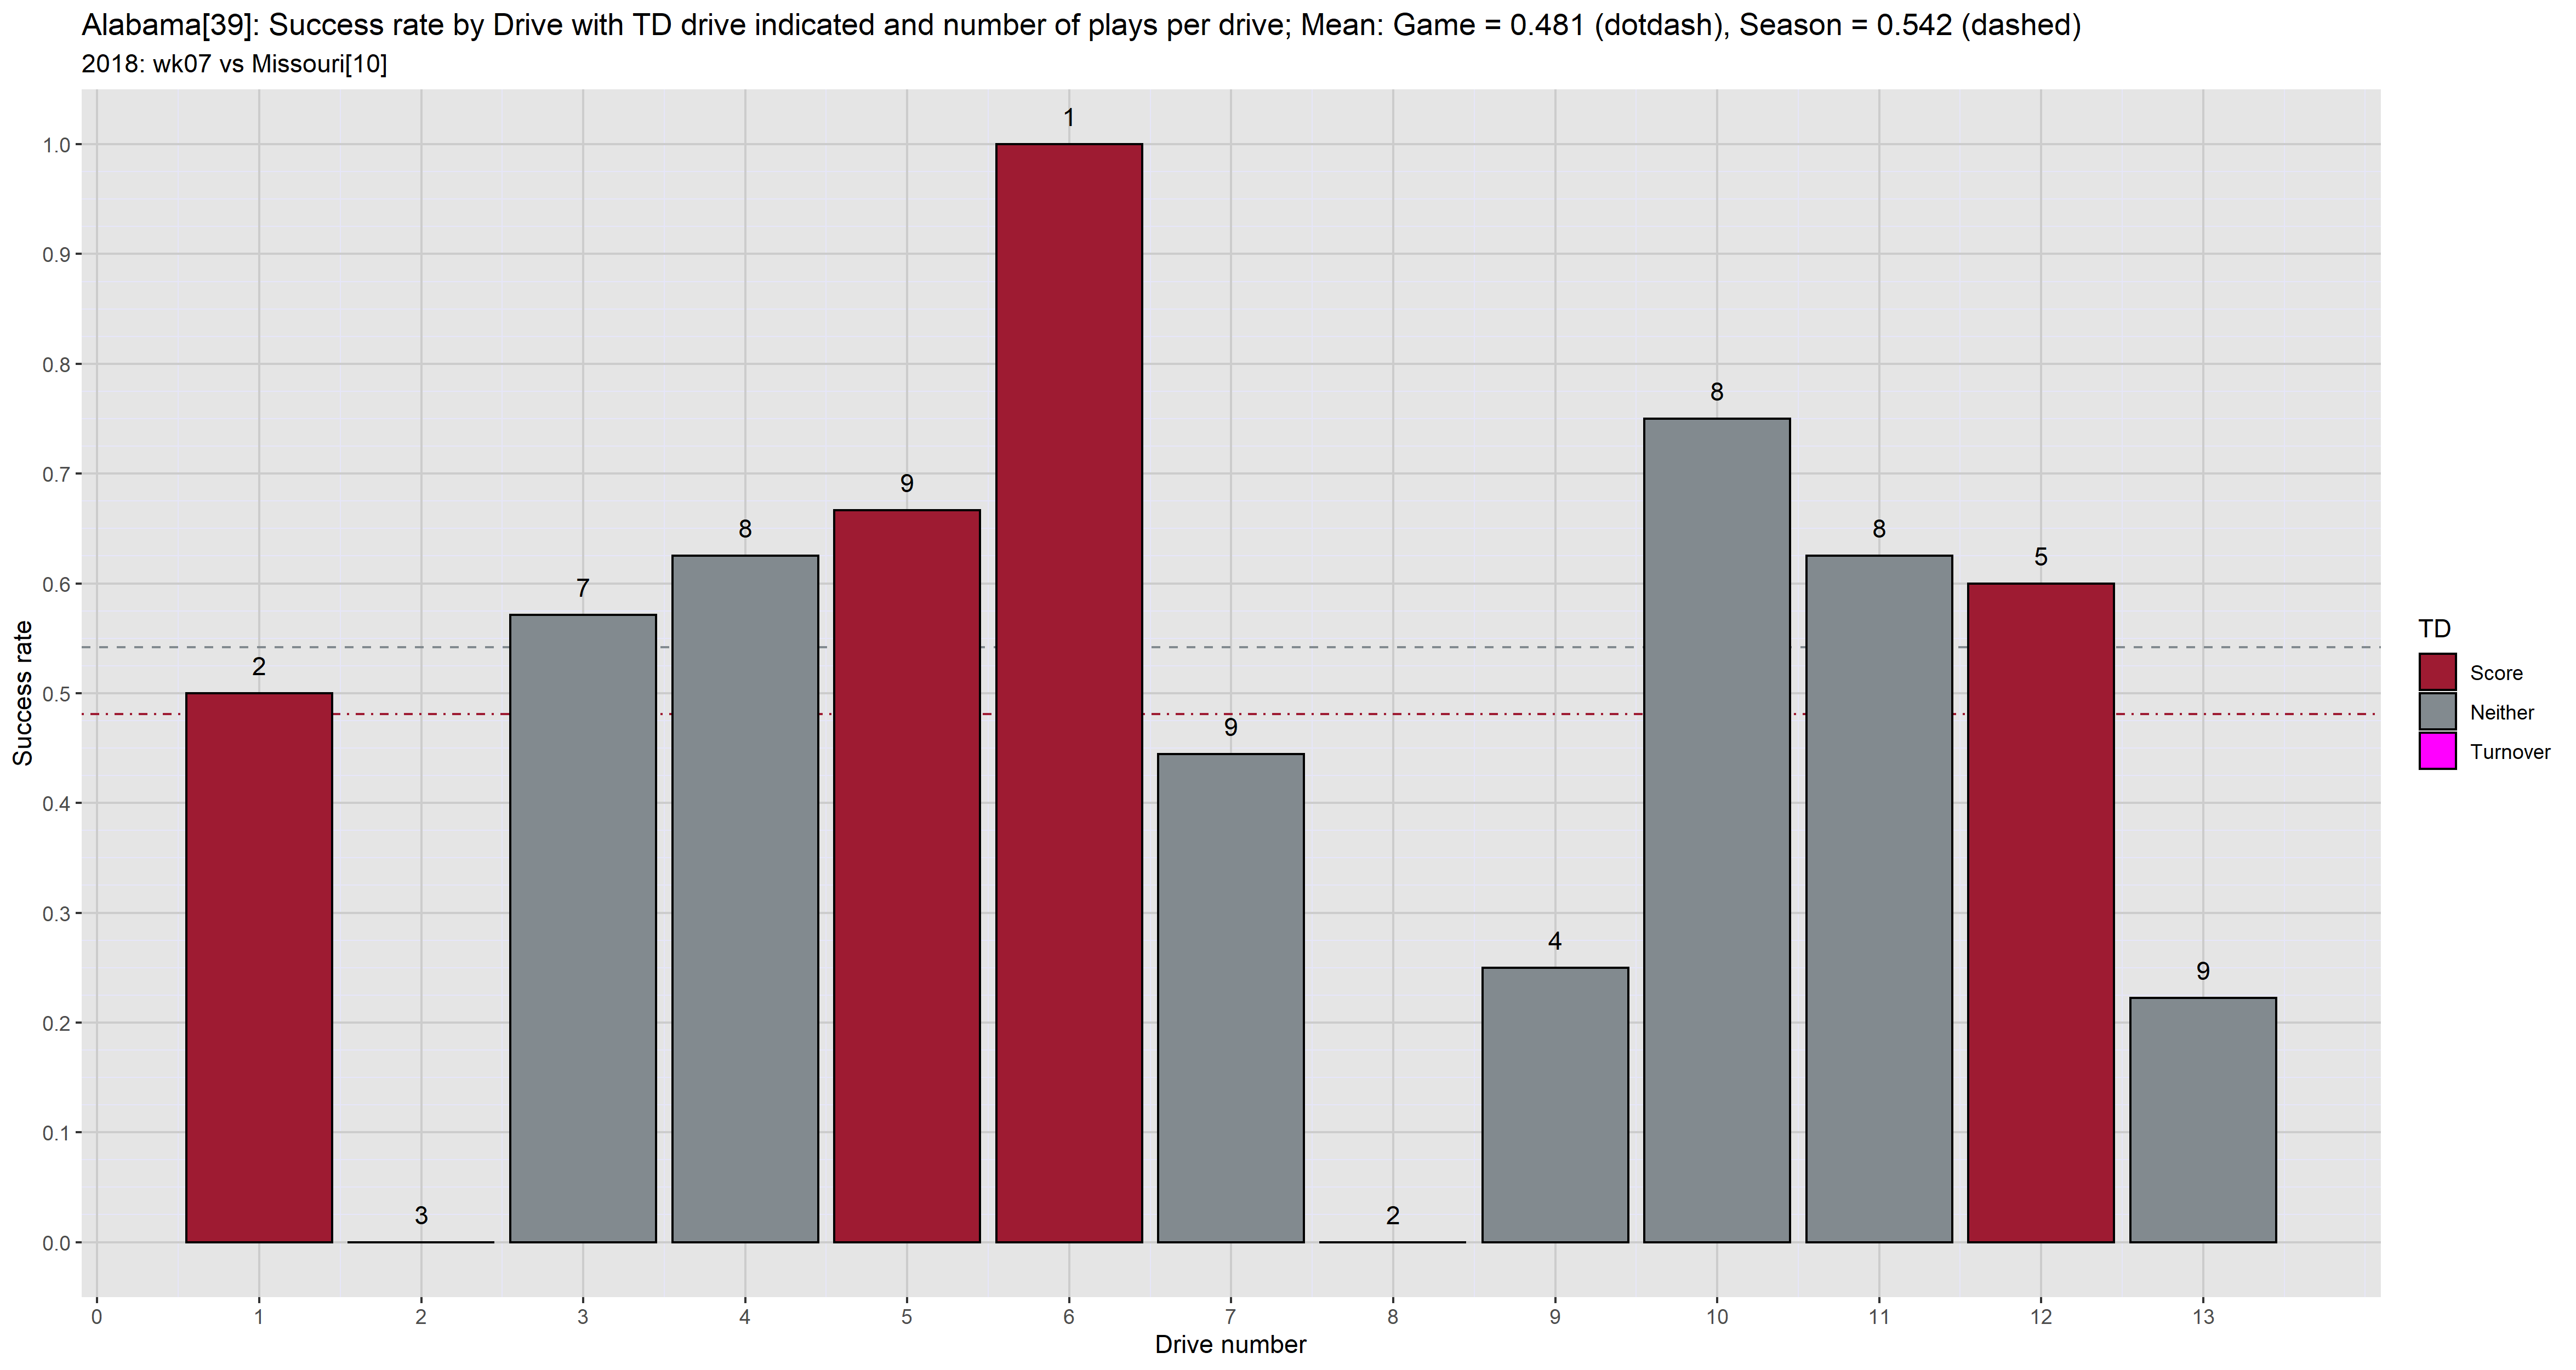 Alabama[39]: Success rate by Drive with TD drive indicated and number of plays per drive; Mean: Game = 0.481 (dotdash), Season = 0.542 (dashed)
2018: wk07 vs Missouri[10]
1
1.0
0.9
0.8
8
0.7
9
8
8
0.6
7
5
2
0.5
9
0.4
0.3
4
9
0.2
0.1
3
2
0.0
Success rate
0 1 2 3 4 5 6 7 8 9 10 11 12 13
Drive number
TD
Score
Neither
Turnover